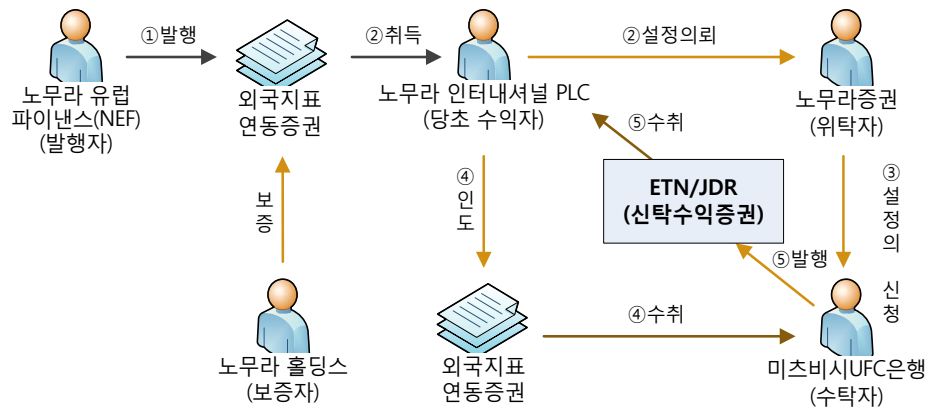 ①발행
②취득
②설정의뢰
노무라 유럽
파이낸스(NEF)
(발행자)
외국지표
연동증권
노무라 인터내셔널 PLC
(당초 수익자)
노무라증권
(위탁자)
⑤수취
보증
④인도
ETN/JDR
(신탁수익증권)
③설정의 신청
⑤발행
④수취
노무라 홀딩스
(보증자)
외국지표
연동증권
미츠비시UFC은행
(수탁자)